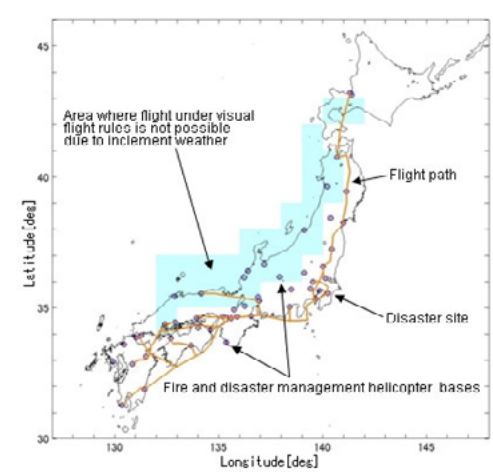 45
Area where flight under visual
flight rules is not possible
due to inclement weather
40
Flight path
Latitude[deg]
35
Disaster site
Fire and disaster management helicopter bases
30
130 135 140 145
Longitude[deg]